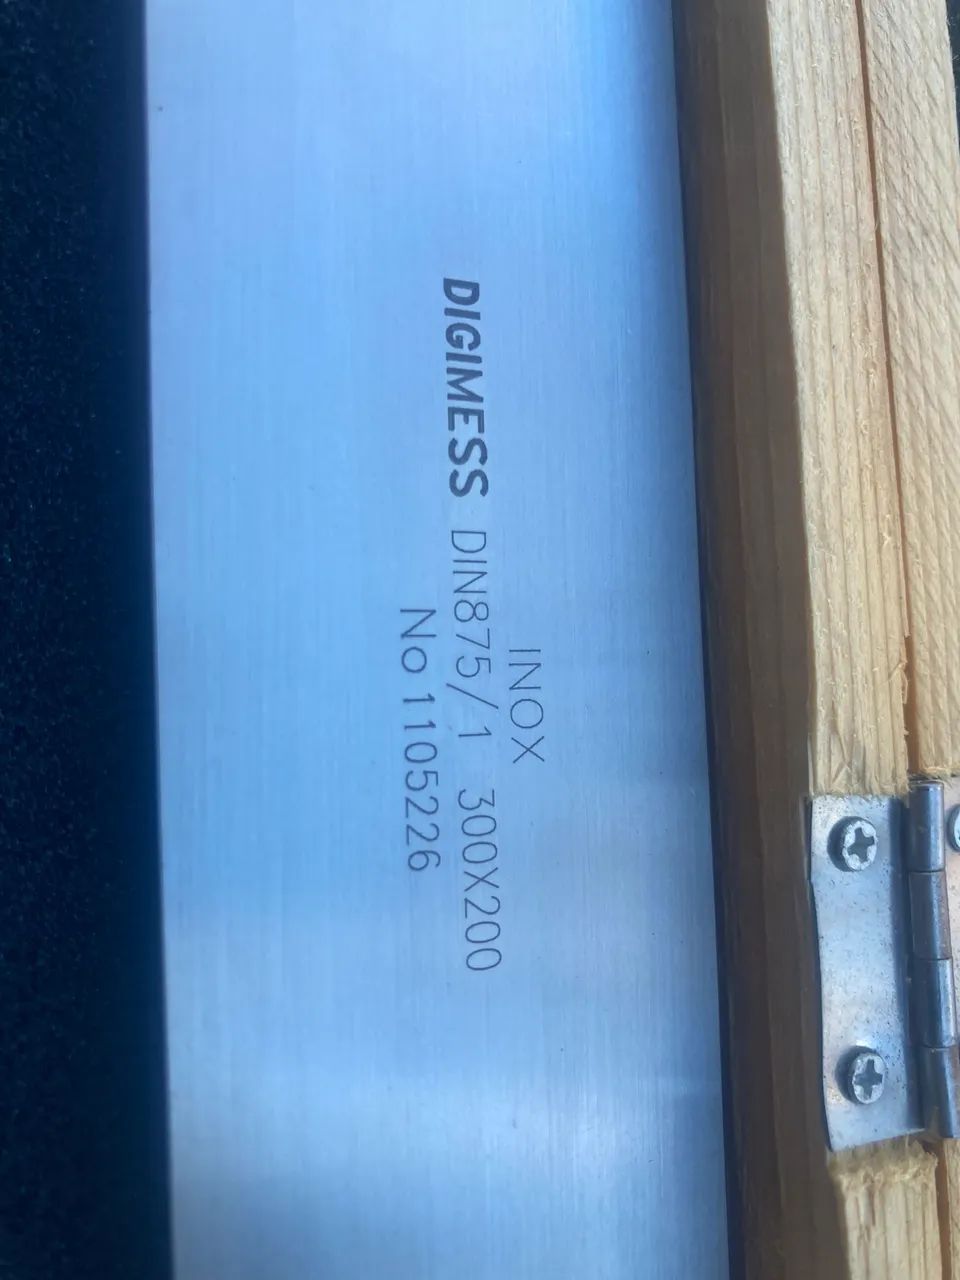 INOX
DIGIMESS DIN875/1 300X200
No 1105226